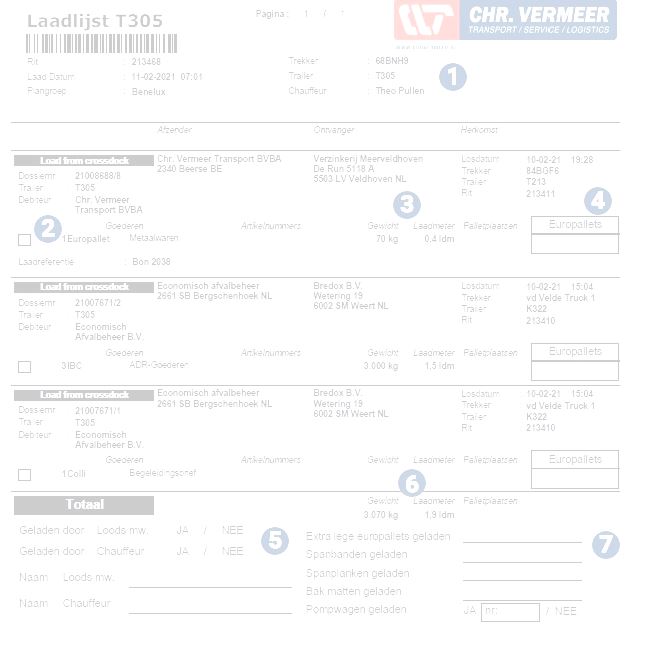 Laadlijst T305
Pagina : 1 / 1
CHR. VERMEER
TRANSPORT / SERVICE / LOGISTICS
Rit : 213468
Laad Datum : 11-02-2021 07:01
Plangroep : Benelux
Trekker : 68BNH9
Trailer : T305
Chauffeur : Theo Pullen
1
Afzender Ontvanger Herkomst
Load from crossdock
Dossiernr 21008688/8
Trailer T305
Debiteur Chr. Vermeer
Transport BVBA
Chr. Vermeer Transport BVBA
2340 Beerse BE
Verzinkerij Meerveldhoven
De Run 5118 A
5503 LV Veldhoven NL
Losdatum 10-02-21 19:28
Trekker 84BGF6
Trailer T213
Rit 213411
2
3
4
Goederen Artikelnummers Gewicht Laadmeter Palletplaatsen Europallets
1 Europallet Metaalwaren 70 kg 0,4 ldm
Laadreferentie : Bon 2038
Load from crossdock
Dossiernr 21007671/2
Trailer T305
Debiteur Economisch
Afvalbeheer B.V.
Economisch afvalbeheer
2661 SB Bergschenhoek NL
Bredox B.V.
Wetering 19
6002 SM Weert NL
Losdatum 10-02-21 15:04
Trekker vd Velde Truck 1
Trailer K322
Rit 213410
Goederen Artikelnummers Gewicht Laadmeter Palletplaatsen Europallets
3 IBC ADR-Goederen 3.000 kg 1,5 ldm
Load from crossdock
Dossiernr 21007671/1
Trailer T305
Debiteur Economisch
Afvalbeheer B.V.
Economisch afvalbeheer
2661 SB Bergschenhoek NL
Bredox B.V.
Wetering 19
6002 SM Weert NL
Losdatum 10-02-21 15:04
Trekker vd Velde Truck 1
Trailer K322
Rit 213410
Goederen Artikelnummers Gewicht Laadmeter Palletplaatsen Europallets
1 Colli Begeleidingsbrief
6
Totaal
Gewicht Laadmeter Palletplaatsen
3.070 kg 1,9 ldm
Geladen door Loods mw. JA / NEE
Geladen door Chauffeur JA / NEE
5
Naam Loods mw.
Naam Chauffeur
Extra lege europallets geladen
Spanbanden geladen
Spanplanken geladen
Bak matten geladen
Pompwagen geladen JA nr: / NEE
7